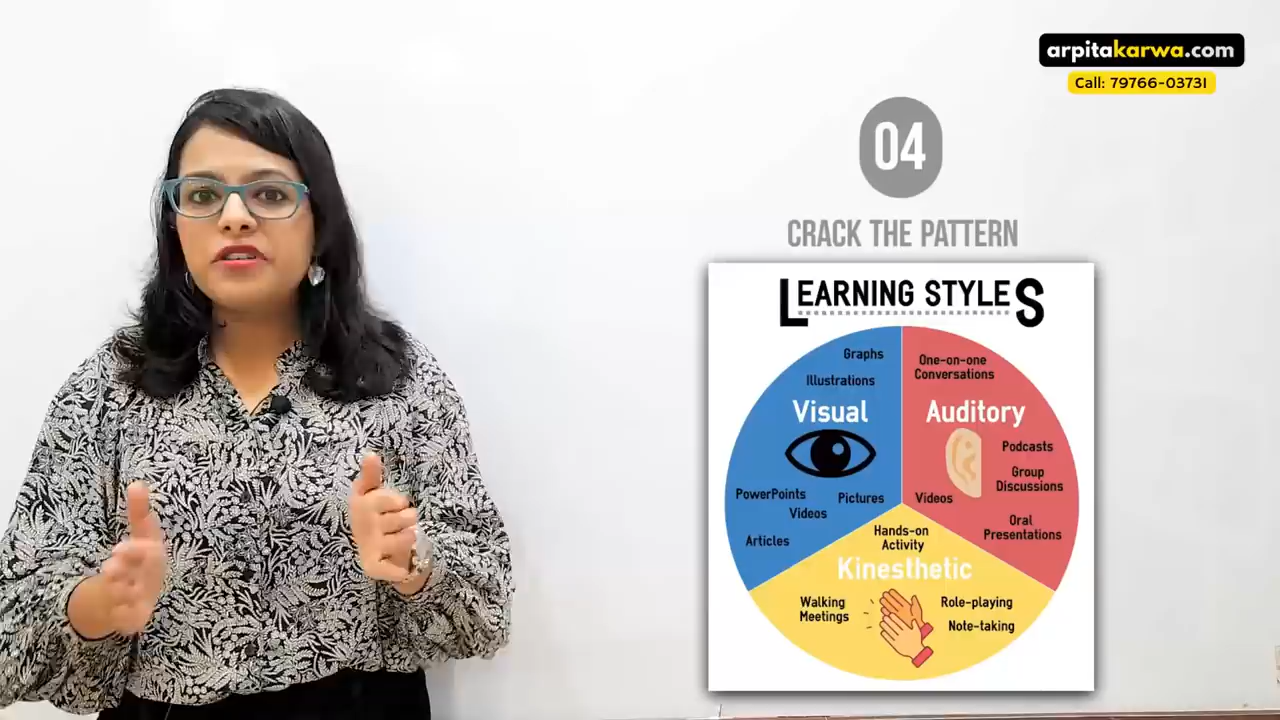 arpitakarwa.com
Call: 79766-03731
04
CRACK THE PATTERN
LEARNING STYLES
Graphs
Illustrations
Visual
PowerPoints
Pictures
Videos
Articles
One-on-one
Conversations
Auditory
Podcasts
Group
Discussions
Videos
Oral
Presentations
Hands-on
Activity
Kinesthetic
Walking
Meetings
Role-playing
Note-taking